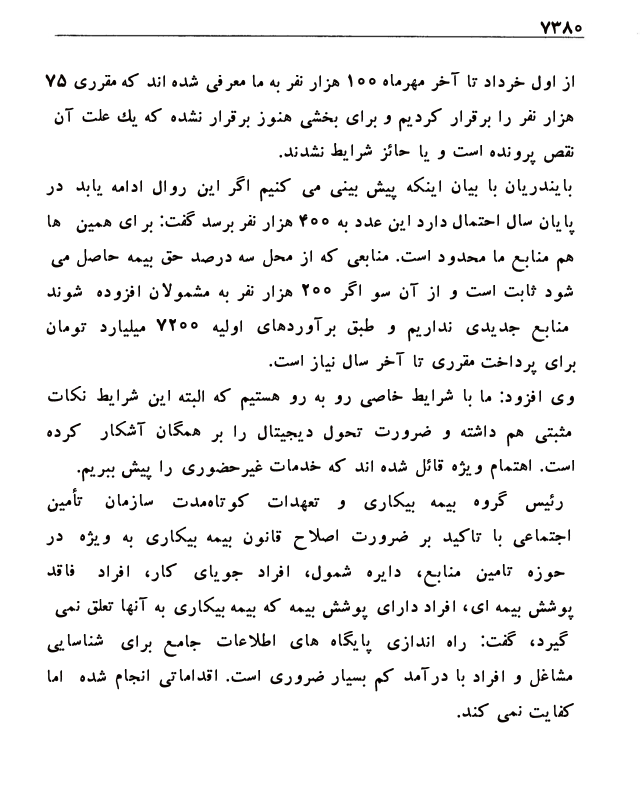 ۷۳۸۰
از اول خرداد تا آخر مهرماه ۱۰۰ هزار نفر به ما معرفی شده اند که مقرری ۷۵
هزار نفر را برقرار کردیم و برای بخشی هنوز برقرار نشده که یك علت آن
نقص پرونده است و یا حائز شرایط نشدند.
بایندریان با بیان اینکه پیش بینی می کنیم اگر این روال ادامه یابد در
پایان سال احتمال دارد این عدد به ۴۰۰ هزار نفر برسد گفت: برای همین ها
هم منابع ما محدود است. منابعی که از محل سه درصد حق بیمه حاصل می
شود ثابت است و از آن سو اگر ۲۰۰ هزار نفر به مشمولان افزوده شوند
منابع جدیدی نداریم و طبق برآوردهای اولیه ۷۲۰۰ میلیارد تومان
برای پرداخت مقرری تا آخر سال نیاز است.
وی افزود: ما با شرایط خاصی رو به رو هستیم که البته این شرایط نکات
مثبتی هم داشته و ضرورت تحول دیجیتال را بر همگان آشکار کرده
است. اهتمام ویژه قائل شده اند که خدمات غیرحضوری را پیش ببریم.
رئیس گروه بیمه بیکاری و تعهدات کوتاه‌مدت سازمان تأمین
اجتماعی با تاکید بر ضرورت اصلاح قانون بیمه بیکاری به ویژه در
حوزه تامین منابع، دایره شمول، افراد جویای کار، افراد فاقد
پوشش بیمه ای، افراد دارای پوشش بیمه که بیمه بیکاری به آنها تعلق نمی
گیرد، گفت: راه اندازی پایگاه های اطلاعات جامع برای شناسایی
مشاغل و افراد با درآمد کم بسیار ضروری است. اقداماتی انجام شده اما
کفایت نمی کند.